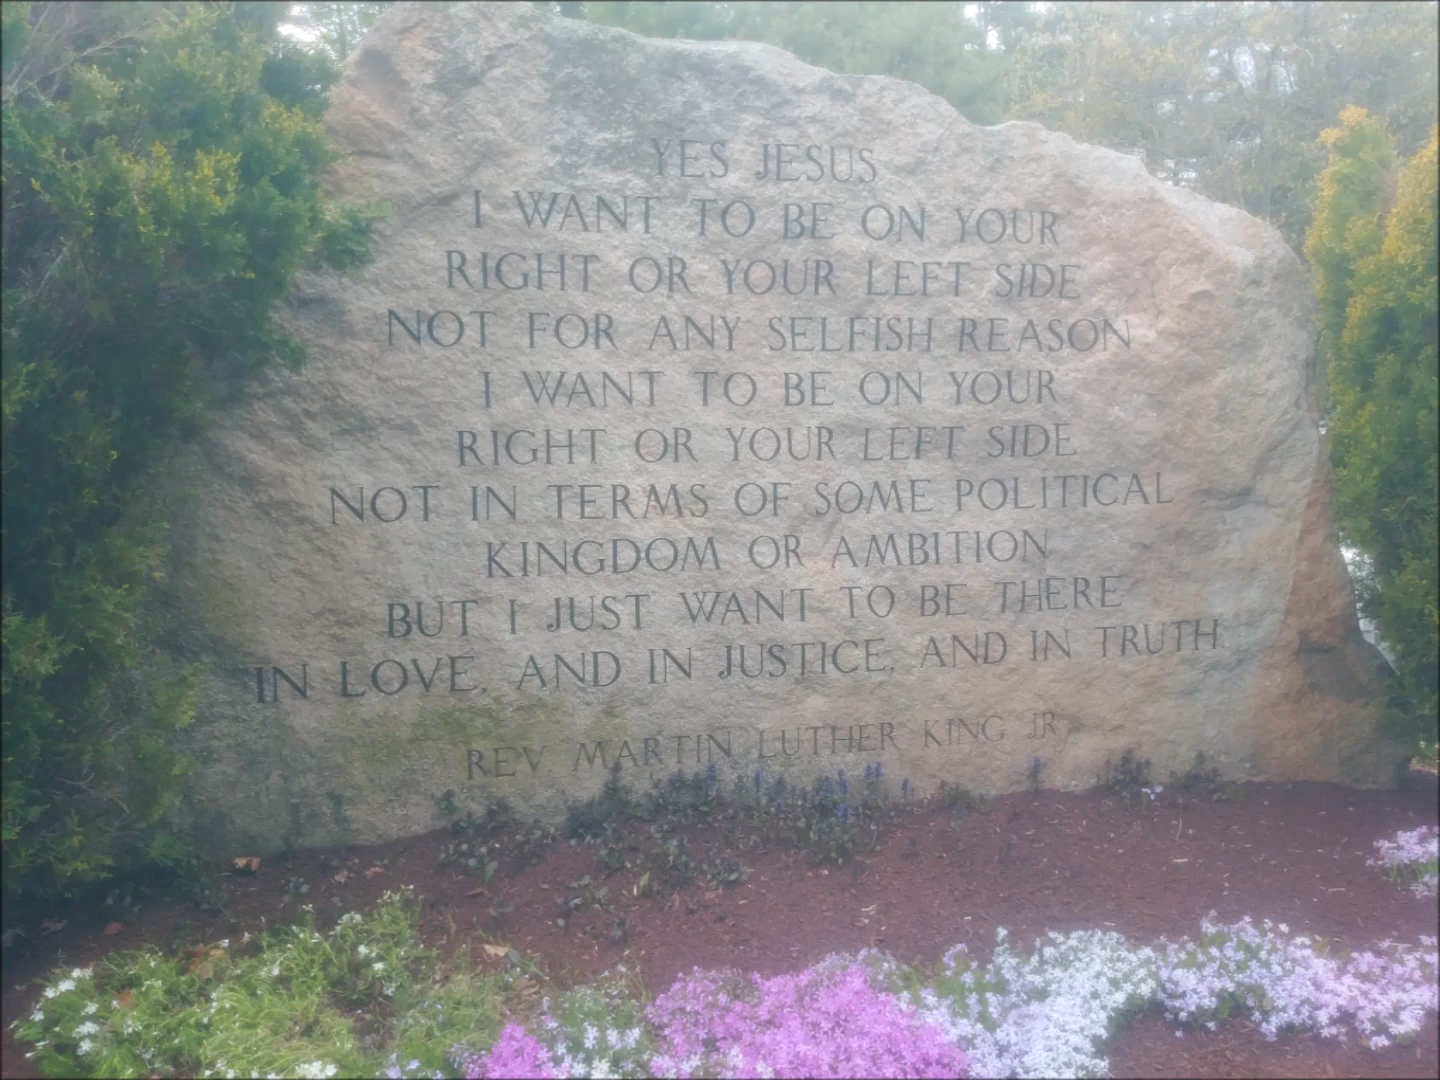 YES JESUS
I WANT TO BE ON YOUR
RIGHT OR YOUR LEFT SIDE
NOT FOR ANY SELFISH REASON
I WANT TO BE ON YOUR
RIGHT OR YOUR LEFT SIDE
NOT IN TERMS OF SOME POLITICAL
KINGDOM OR AMBITION
BUT I JUST WANT TO BE THERE
IN LOVE, AND IN JUSTICE, AND IN TRUTH.
REV. MARTIN LUTHER KING JR.